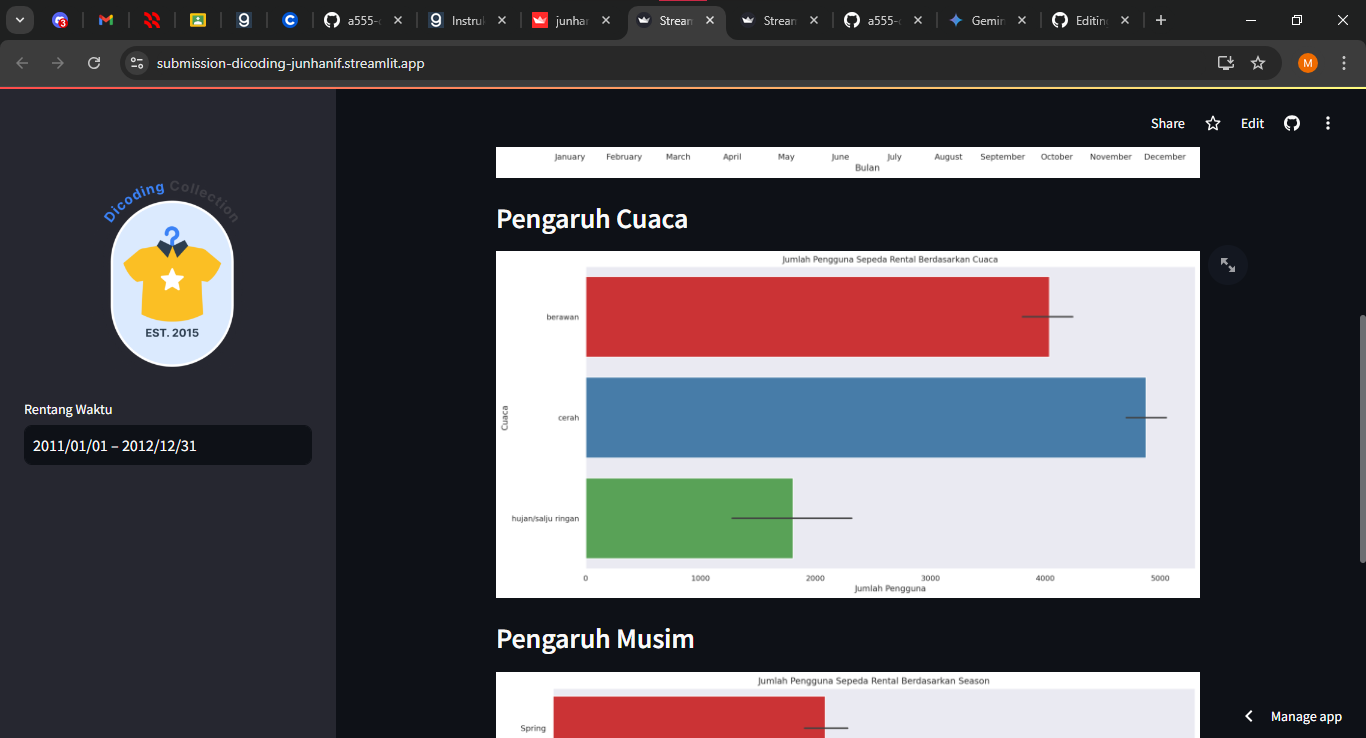 a555-
Instruk
junhar
Stream
Stream
a555-
Gemin
Editing
submission-dicoding-junhanif.streamlit.app
M
Share
Edit
Dicoding Collection
EST. 2015
Rentang Waktu
2011/01/01 – 2012/12/31
January February March April May June July August September October November December
Bulan
Pengaruh Cuaca
Jumlah Pengguna Sepeda Rental Berdasarkan Cuaca
berawan
Cuaca
cerah
hujan/salju ringan
0 1000 2000 3000 4000 5000
Jumlah Pengguna
Pengaruh Musim
Jumlah Pengguna Sepeda Rental Berdasarkan Season
Spring
Manage app